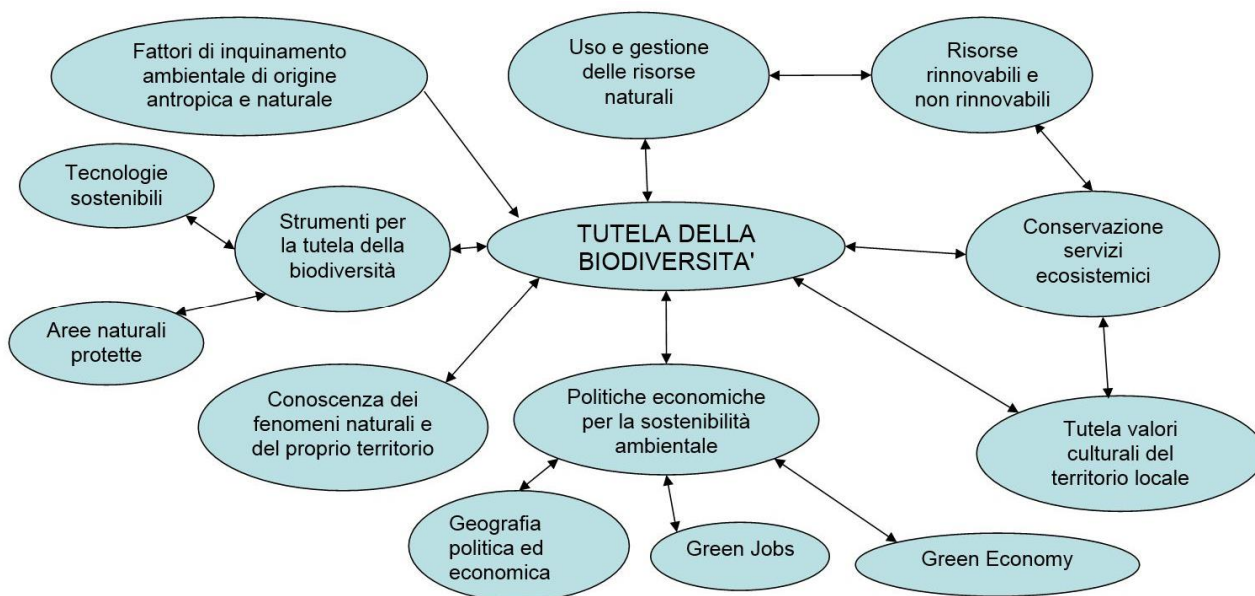 Fattori di inquinamento
ambientale di origine
antropica e naturale
Uso e gestione
delle risorse
naturali
Risorse
rinnovabili e
non rinnovabili
Tecnologie
sostenibili
Strumenti per
la tutela della
biodiversità
TUTELA DELLA
BIODIVERSITA'
Conservazione
servizi
ecosistemici
Aree naturali
protette
Conoscenza dei
fenomeni naturali e
del proprio territorio
Politiche economiche
per la sostenibilità
ambientale
Tutela valori
culturali del
territorio locale
Geografia
politica ed
economica
Green Jobs
Green Economy